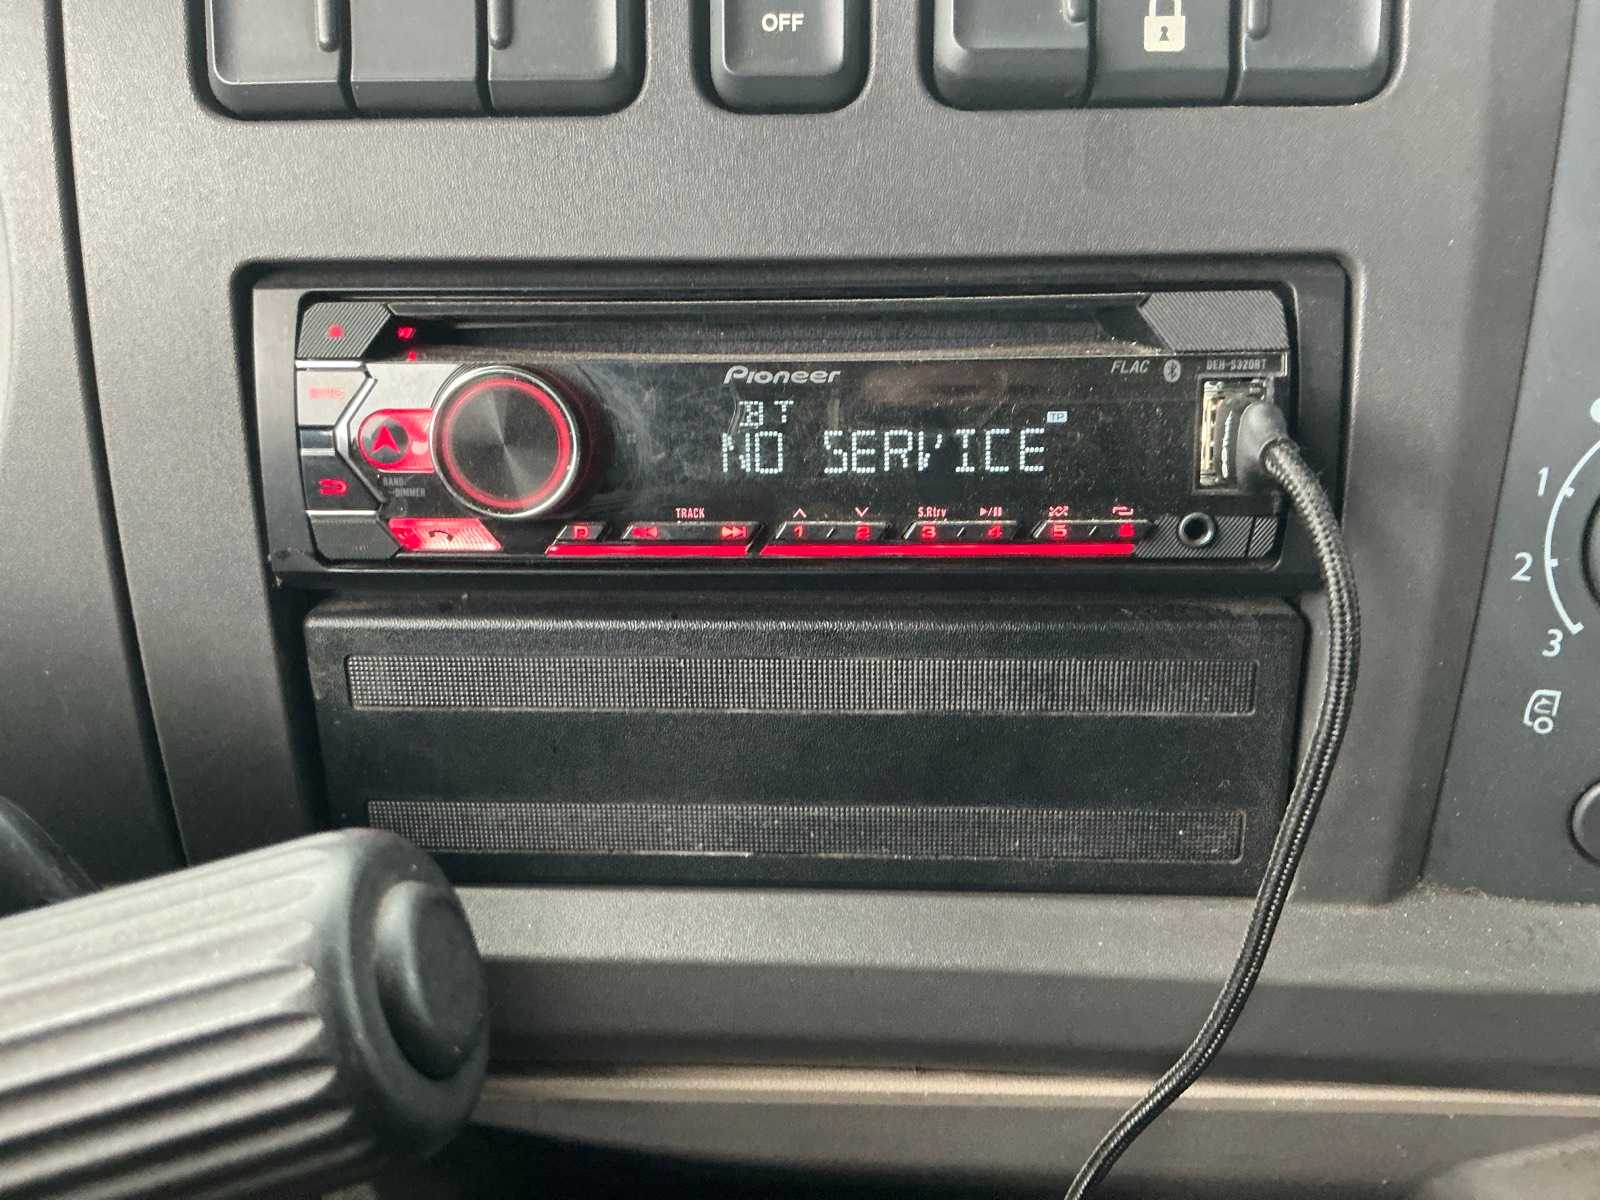 OFF
Pioneer
FLAC
DEH-S320BT
BT
TP
NO SERVICE
BAND/
DIMMER
TRACK
S.Rtry
D
1 / 2
3 / 4
5 / 6
1
2
3